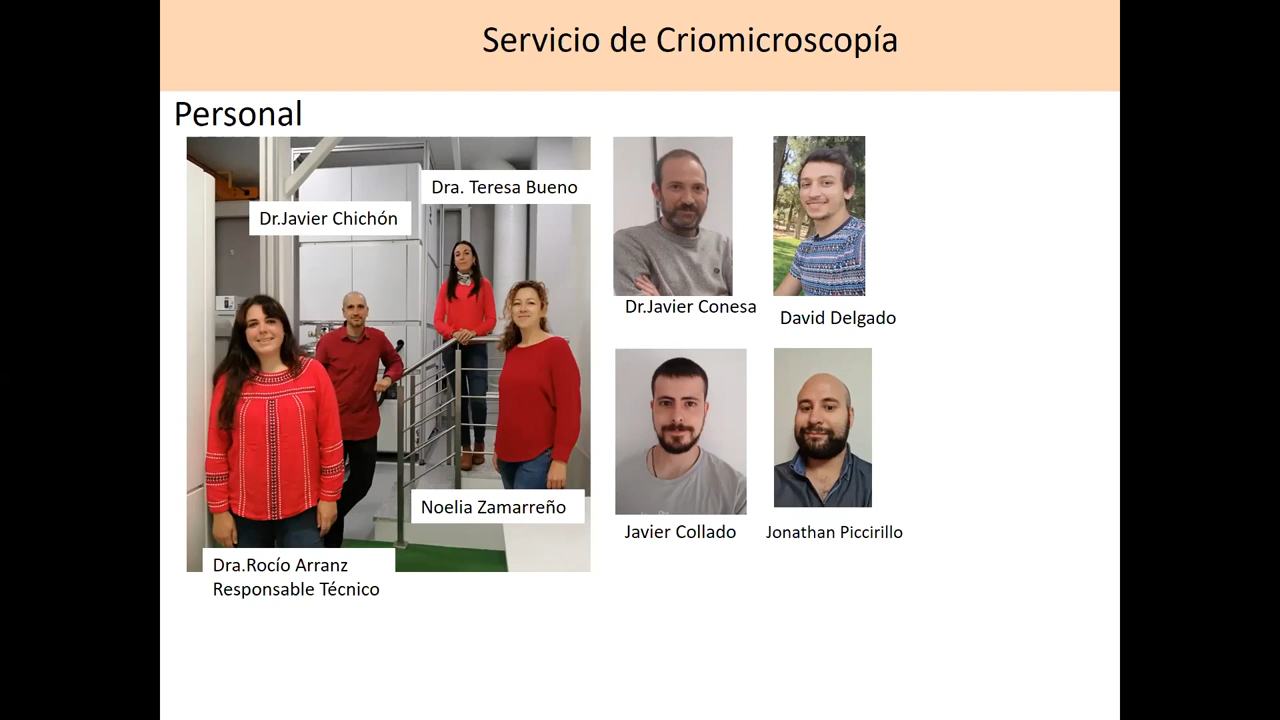 Servicio de Criomicroscopía
Personal
Dra. Teresa Bueno
Dr.Javier Chichón
Noelia Zamarreño
Dra.Rocío Arranz
Responsable Técnico
Dr.Javier Conesa
David Delgado
Javier Collado
Jonathan Piccirillo